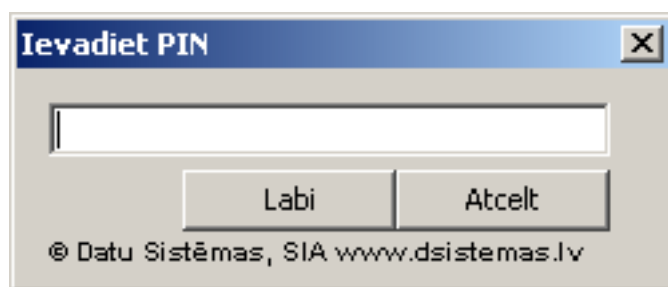 Ievadiet PIN
Labi
Atcelt
© Datu Sistēmas, SIA www.dsistemas.lv